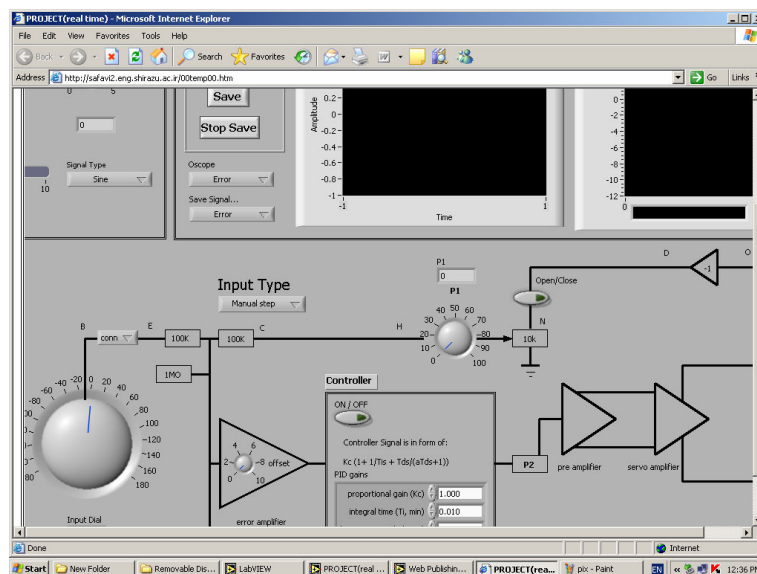 PROJECT(real time) - Microsoft Internet Explorer
File Edit View Favorites Tools Help
Back Search Favorites
Address http://safavi2.eng.shirazu.ac.ir/00temp00.htm Go Links
0 5
0
Signal Type
Sine
10
Save
Stop Save
Oscope
Error
Save Signal...
Error
Amplitude
0.2-
0-
-0.2-
-0.4-
-0.6-
-0.8-
-1-
-1 1
Time
0-
-2-
-4-
-6-
-8-
-10-
-12-
0
Input Type
Manual step
P1
0
P1
0 10 20 30 40 50 60 70 80 90 100
Open/Close
D O
-1
B conn E 100K 100K C H N 10k
1MO
-60 -40 -20 0 20 40 60 80 100 120 140 160 180
Input Dial
0 2 4 6 8 10 offset
error amplifier
Controller
ON / OFF
Controller Signal is in form of:
Kc (1+ 1/Tis + Tds/(aTds+1))
PID gains
proportional gain (Kc) 1.000
integral time (Ti, min) 0.010
P2
pre amplifier servo amplifier
Done Internet
Start New Folder Removable Dis... LabVIEW PROJECT(real ... Web Publishin... PROJECT(rea... pix - Paint EN 12:36 PM